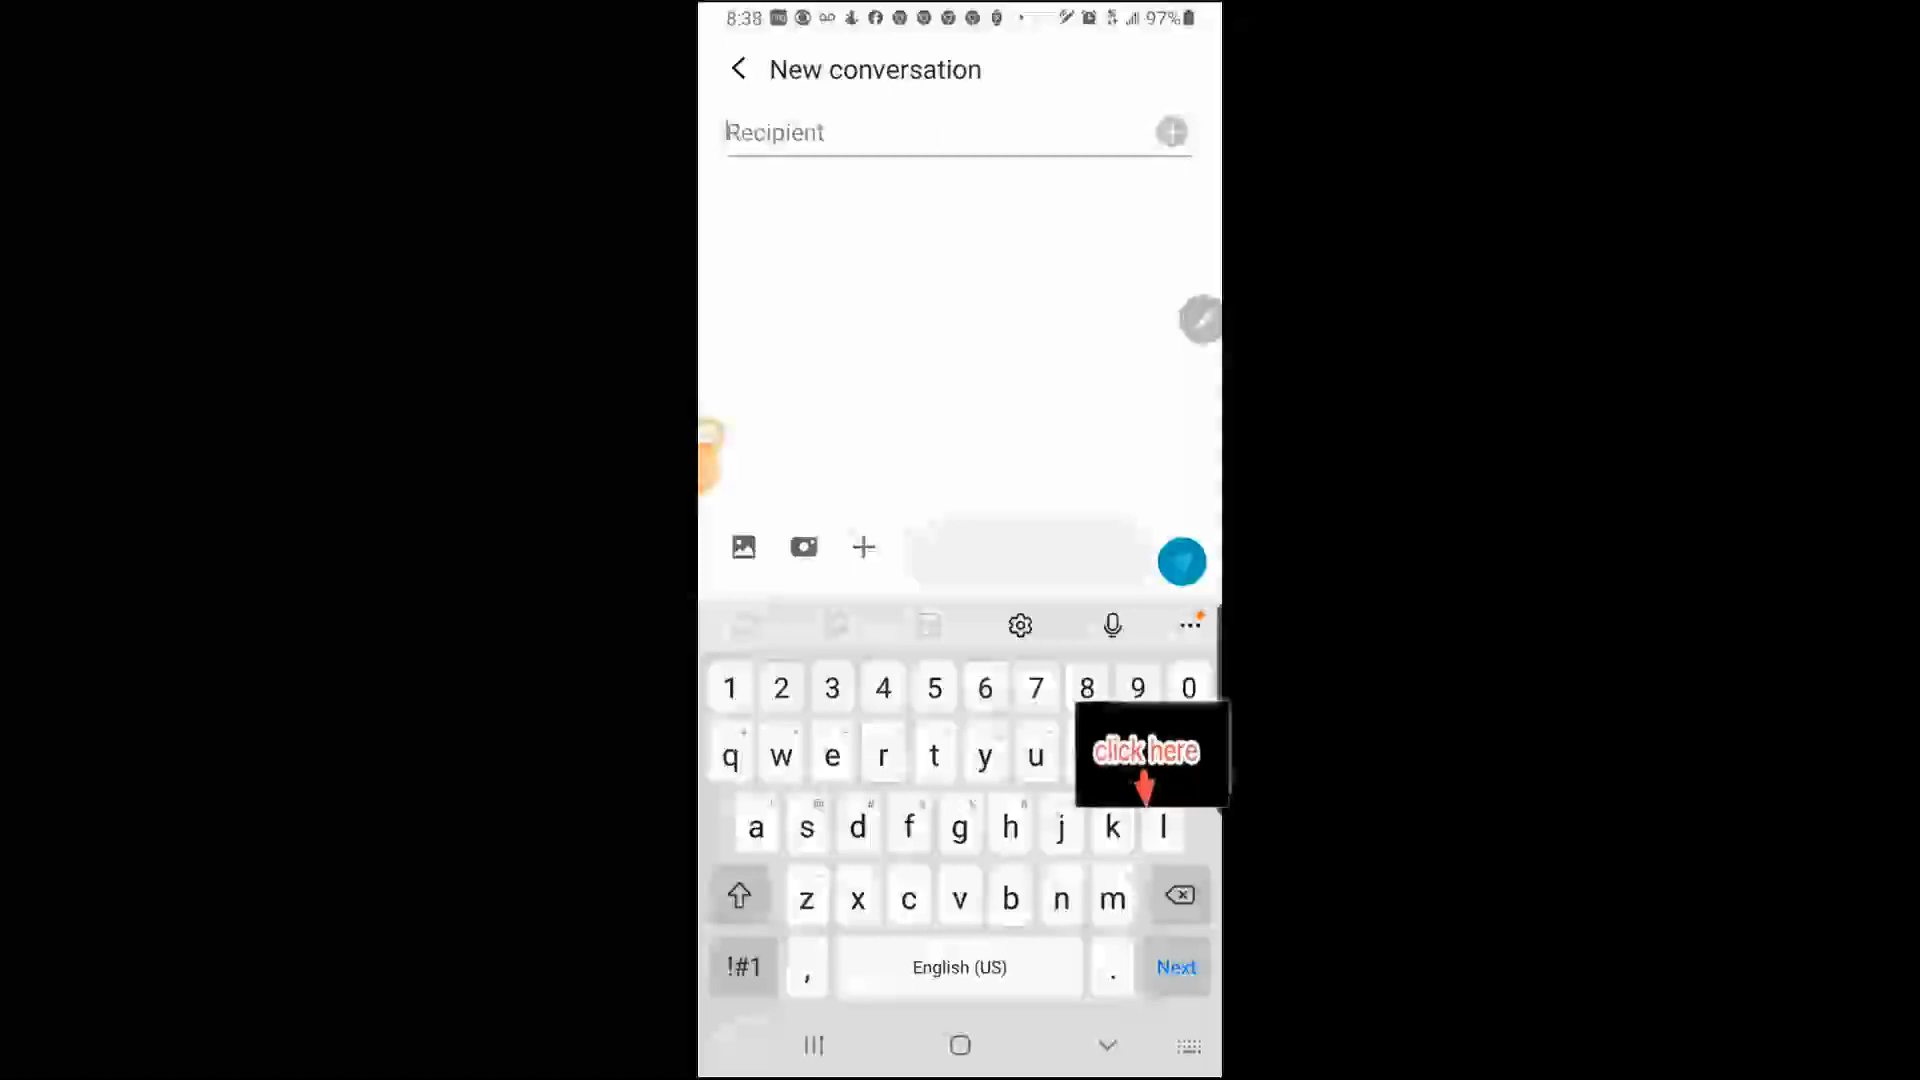 8:38 97%
New conversation
Recipient
1 2 3 4 5 6 7 8 9 0
q w e r t y u
click here
a s d f g h j k l
z x c v b n m
!#1 , English (US) . Next